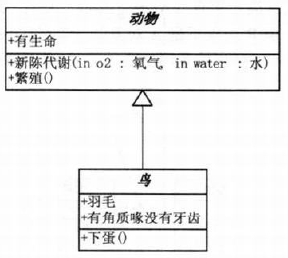 动物
+有生命
+新陈代谢(in o2 : 氧气, in water : 水)
+繁殖()
鸟
+羽毛
+有角质喙没有牙齿
+下蛋()